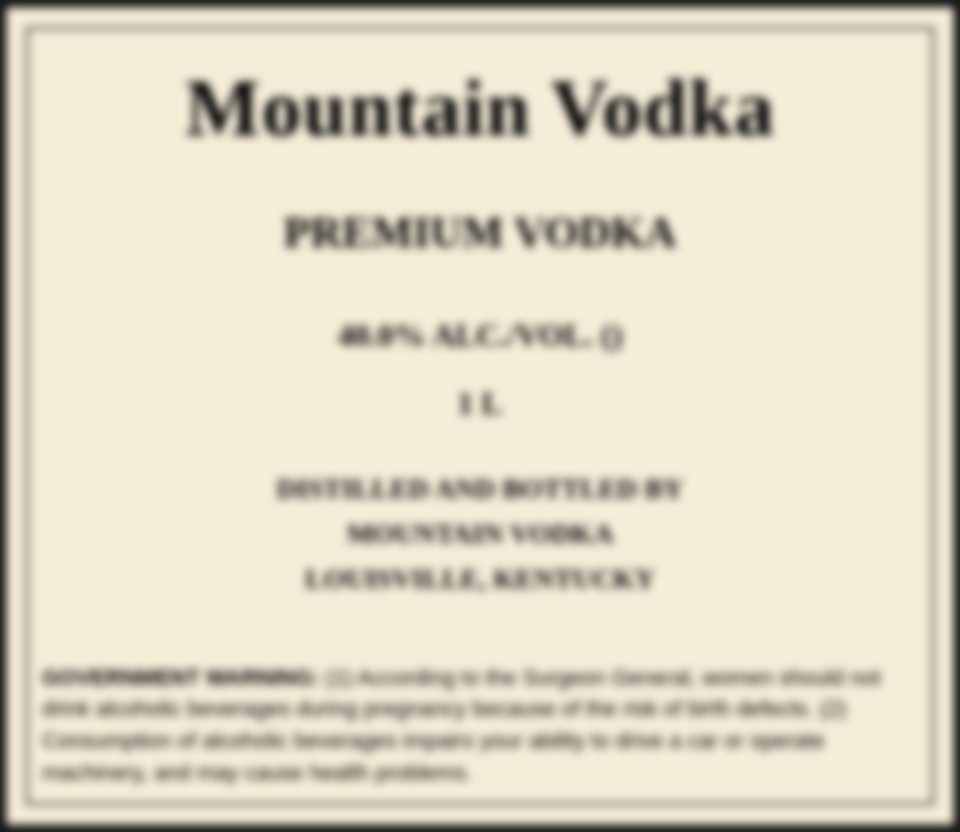 Mountain Vodka
PREMIUM VODKA
40.0% ALC./VOL. ()
1 L
DISTILLED AND BOTTLED BY
MOUNTAIN VODKA
LOUISVILLE, KENTUCKY
GOVERNMENT WARNING: (1) According to the Surgeon General, women should not
drink alcoholic beverages during pregnancy because of the risk of birth defects. (2)
Consumption of alcoholic beverages impairs your ability to drive a car or operate
machinery, and may cause health problems.